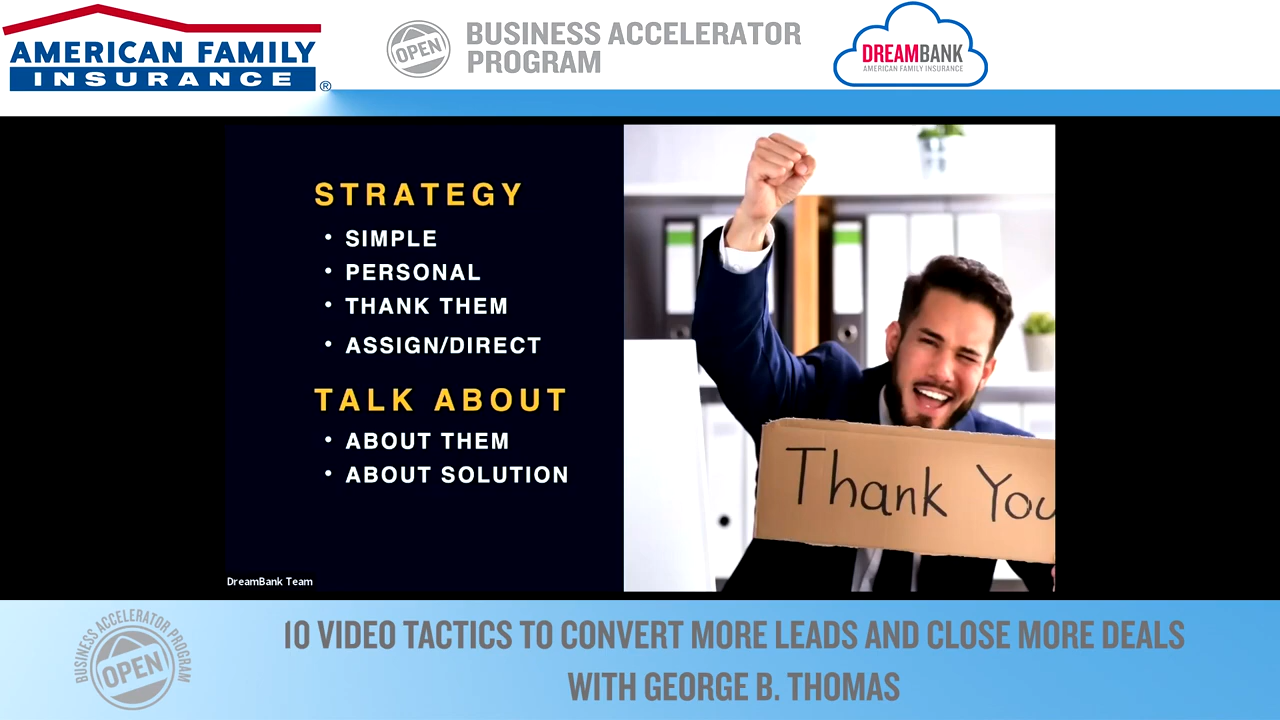 AMERICAN FAMILY
INSURANCE ®
OPEN
BUSINESS ACCELERATOR
PROGRAM
DREAMBANK
AMERICAN FAMILY INSURANCE
STRATEGY
• SIMPLE
• PERSONAL
• THANK THEM
• ASSIGN/DIRECT
TALK ABOUT
• ABOUT THEM
• ABOUT SOLUTION
Thank You
DreamBank Team
BUSINESS ACCELERATOR PROGRAM
OPEN
10 VIDEO TACTICS TO CONVERT MORE LEADS AND CLOSE MORE DEALS
WITH GEORGE B. THOMAS